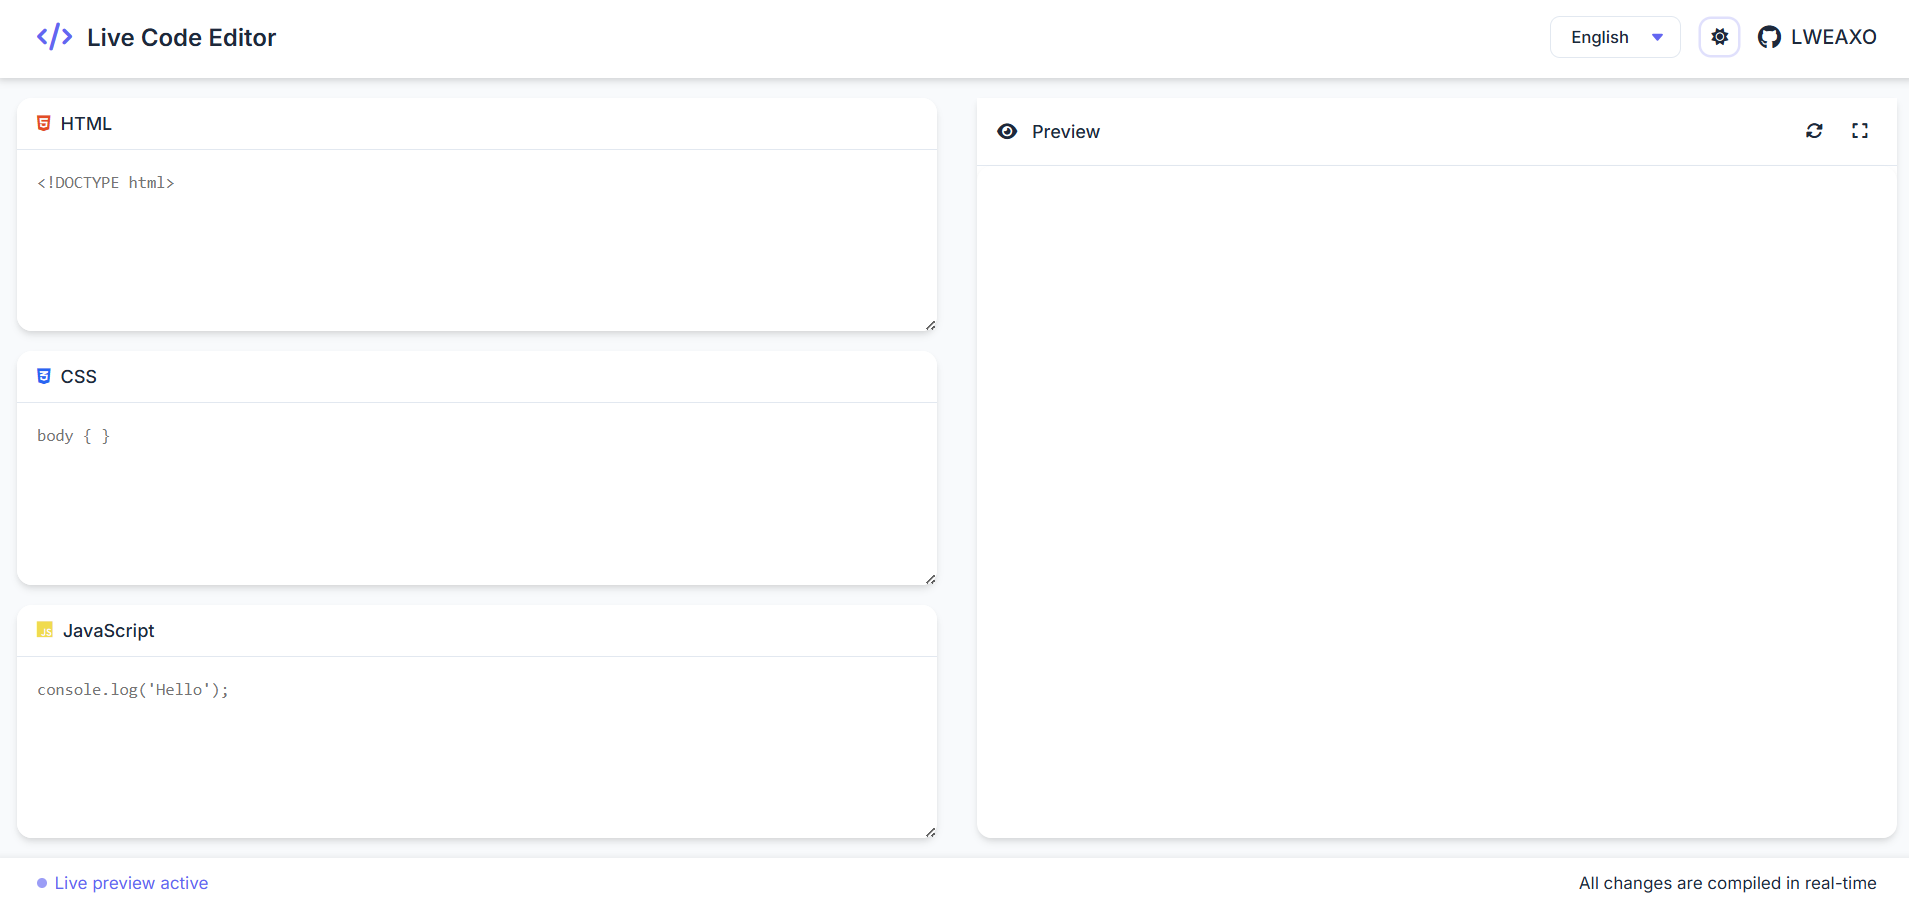 Live Code Editor
English
LWEAXO
HTML
<!DOCTYPE html>
CSS
body { }
JS
JavaScript
console.log('Hello');
Preview
Live preview active
All changes are compiled in real-time